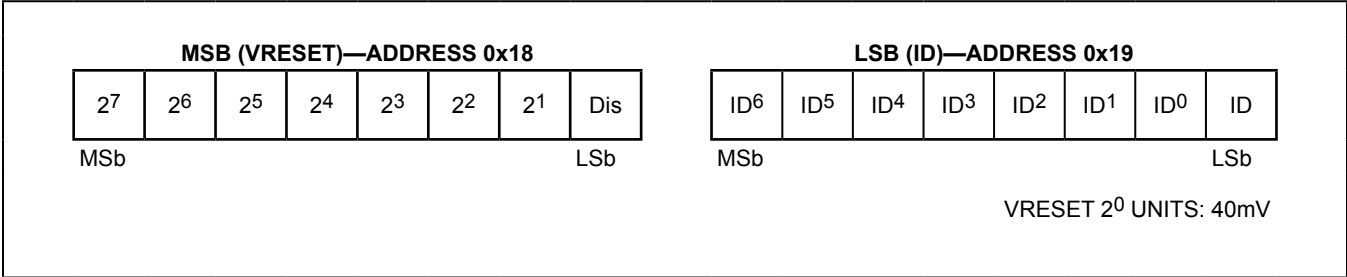 MSB (VRESET)—ADDRESS 0x18 LSB (ID)—ADDRESS 0x19
2⁷ 2⁶ 2⁵ 2⁴ 2³ 2² 2¹ Dis ID⁶ ID⁵ ID⁴ ID³ ID² ID¹ ID⁰ ID
MSb LSb MSb LSb
VRESET 2⁰ UNITS: 40mV